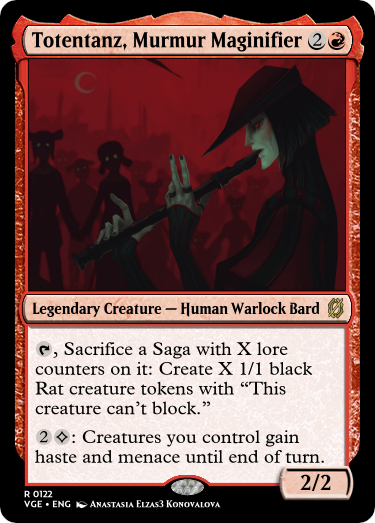 Totentanz, Murmur Maginifier 2
Legendary Creature — Human Warlock Bard
, Sacrifice a Saga with X lore
counters on it: Create X 1/1 black
Rat creature tokens with “This
creature can’t block.”
2 : Creatures you control gain
haste and menace until end of turn.
2/2
R 0122
VGE • ENG Anastasia Elzas3 Konovalova